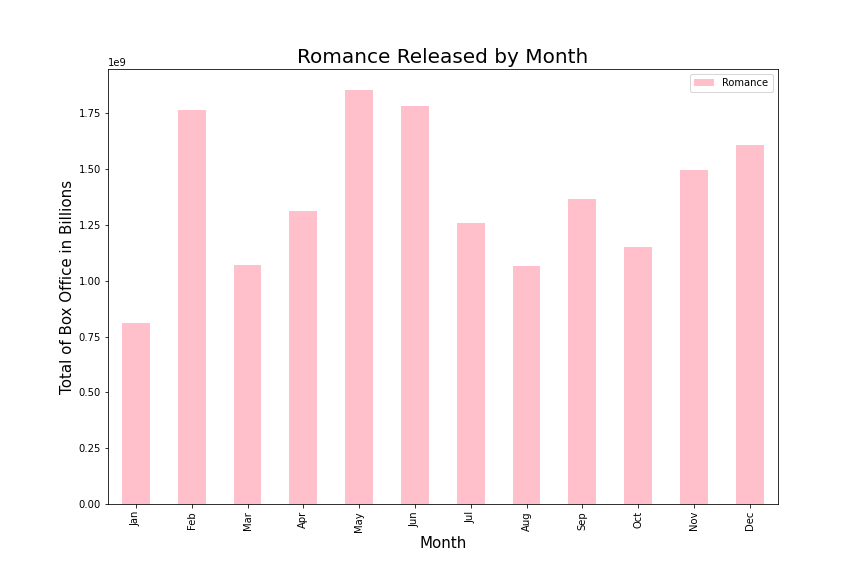 Romance Released by Month
1e9
Romance
Total of Box Office in Billions
1.75
1.50
1.25
1.00
0.75
0.50
0.25
0.00
Jan
Feb
Mar
Apr
May
Jun
Jul
Aug
Sep
Oct
Nov
Dec
Month